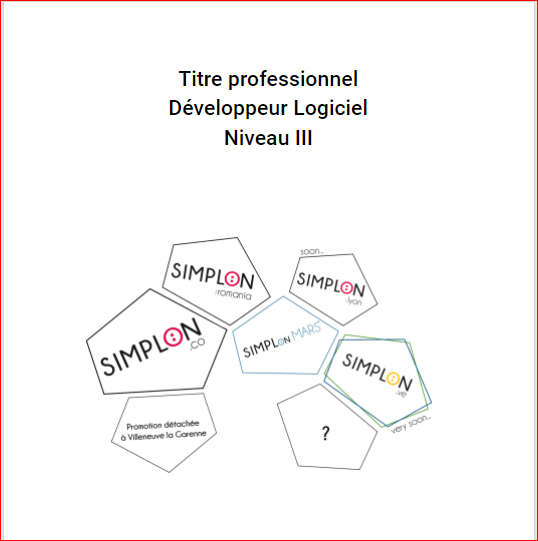 Titre professionnel
Développeur Logiciel
Niveau III
SIMPLON
:romania
soon...
SIMPLON
:lyon
SIMPLON
.co
SIMPLON MARS
SIMPLON
.ve
very soon...
Promotion détachée
à Villeneuve la Garenne
?